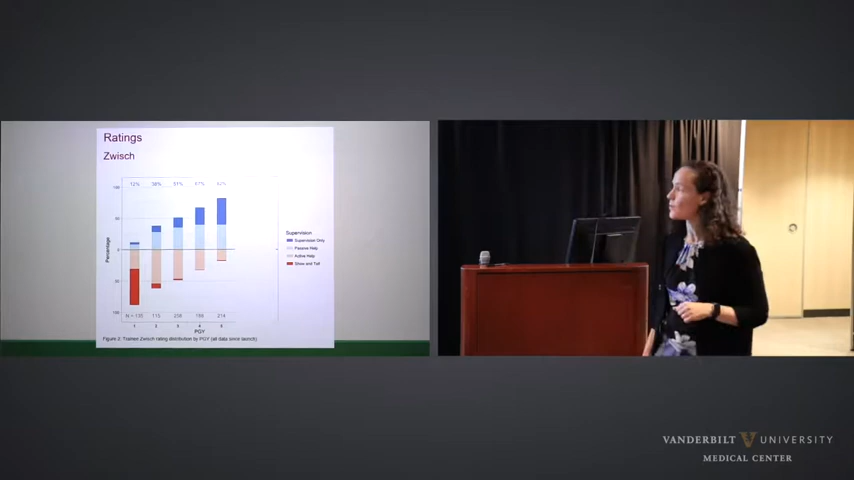 Ratings
Zwisch
12% 38% 51% 67% 82%
100
50
0
50
100
Percentage
N = 135 115 238 186 214
1 2 3 4 5
PGY
Supervision
Supervision Only
Passive Help
Active Help
Show and Tell
Figure 2: Trainee Zwisch rating distribution by PGY (all data since launch)
VANDERBILT V UNIVERSITY
MEDICAL CENTER